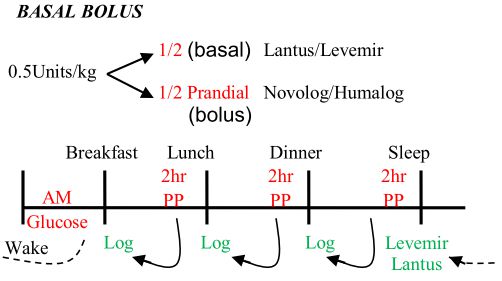 BASAL BOLUS
1/2 (basal) Lantus/Levemir
0.5Units/kg
1/2 Prandial Novolog/Humalog
(bolus)
Breakfast Lunch Dinner Sleep
2hr 2hr 2hr
AM PP PP PP
Glucose
Wake Log Log Log Levemir
Lantus